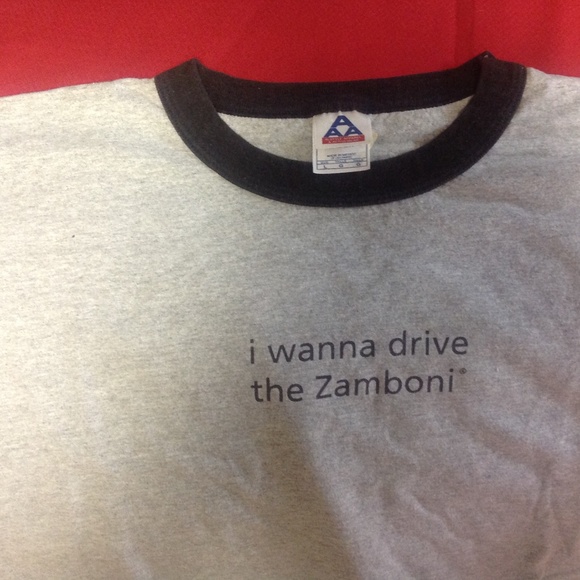 i wanna drive
the Zamboni®